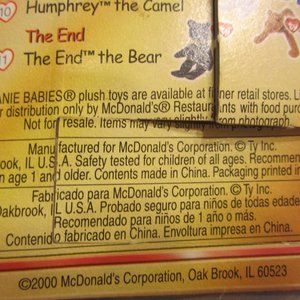 10 Humphrey™ the Camel
The End
11 The End™ the Bear
ANIE BABIES® plush toys are available at finer retail stores. Li
r distribution only by McDonald's® Restaurants with food purc
Not for resale. Items may vary slightly from photograph.
Manufactured for McDonald's Corporation. © Ty Inc.
brook, IL U.S.A. Safety tested for children of all ages. Recommen
n age 1 and older. Contents made in China. Packaging printed in
Fabricado para McDonald's Corporation. © Ty Inc.
Oakbrook, IL U.S.A. Probado seguro para niños de todas edade
Recomendado para niños de 1 año o más.
Contenido fabricado en China. Envoltura impresa en China.
©2000 McDonald's Corporation, Oak Brook, IL 60523